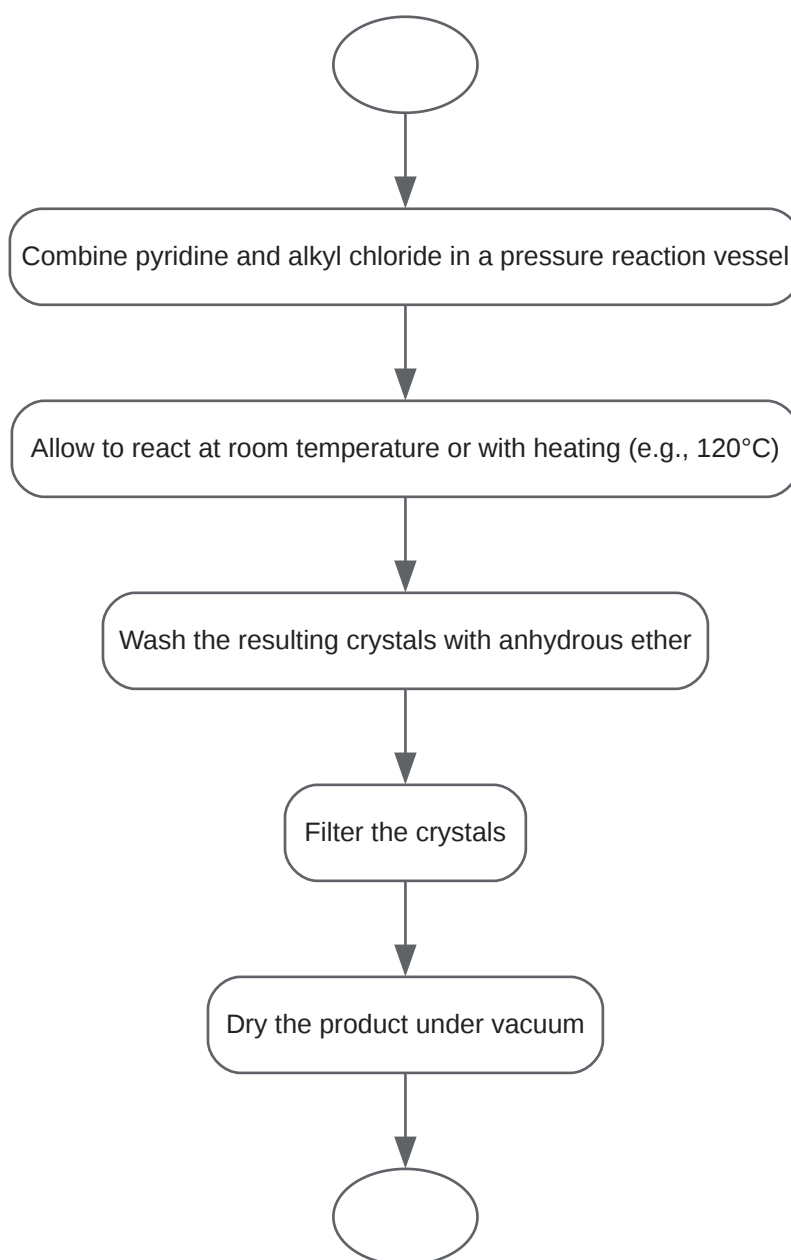 Combine pyridine and alkyl chloride in a pressure reaction vessel
Allow to react at room temperature or with heating (e.g., 120°C)
Wash the resulting crystals with anhydrous ether
Filter the crystals
Dry the product under vacuum